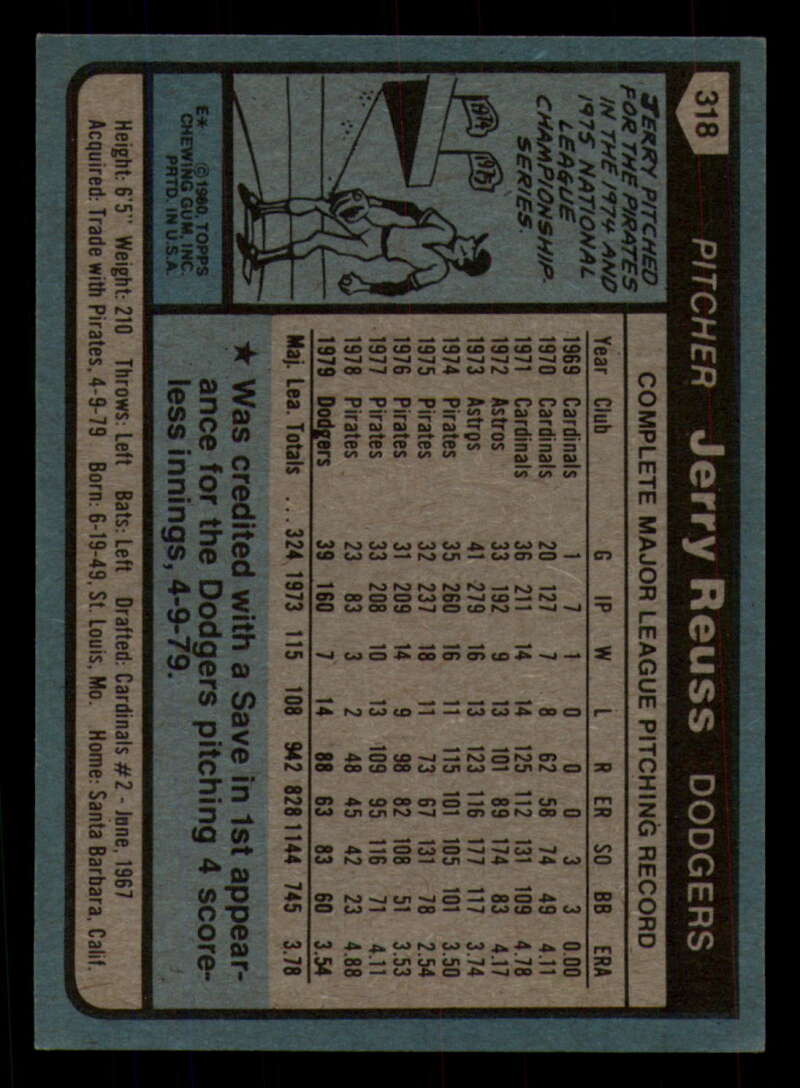 318 PITCHER Jerry Reuss DODGERS
JERRY PITCHED
FOR THE PIRATES
IN THE 1974 AND
1975 NATIONAL
LEAGUE
CHAMPIONSHIP
SERIES.
1974
1975
E* © 1980, TOPPS
CHEWING GUM, INC.
PRTD. IN U.S.A.
COMPLETE MAJOR LEAGUE PITCHING RECORD
Year Club G IP W L R ER SO BB ERA
1969 Cardinals 1 7 1 0 0 0 3 3 0.00
1970 Cardinals 20 127 7 8 62 58 74 49 4.11
1971 Cardinals 36 211 14 14 125 112 131 109 4.78
1972 Astros 33 192 9 13 101 89 174 83 4.17
1973 Astros 41 279 16 13 123 116 177 117 3.74
1974 Pirates 35 260 16 11 115 101 105 101 3.50
1975 Pirates 32 237 18 11 73 67 131 78 2.54
1976 Pirates 31 209 14 9 98 82 108 51 3.53
1977 Pirates 33 208 10 13 109 95 116 71 4.11
1978 Pirates 23 83 3 2 48 45 42 23 4.88
1979 Dodgers 39 160 7 14 88 63 83 60 3.54
Maj. Lea. Totals ... 324 1973 115 108 942 828 1144 745 3.78
★ Was credited with a Save in 1st appear-
ance for the Dodgers pitching 4 score-
less innings, 4-9-79.
Height: 6'5" Weight: 210 Throws: Left Bats: Left Drafted: Cardinals #2 - June, 1967
Acquired: Trade with Pirates, 4-9-79 Born: 6-19-49, St. Louis, Mo. Home: Santa Barbara, Calif.